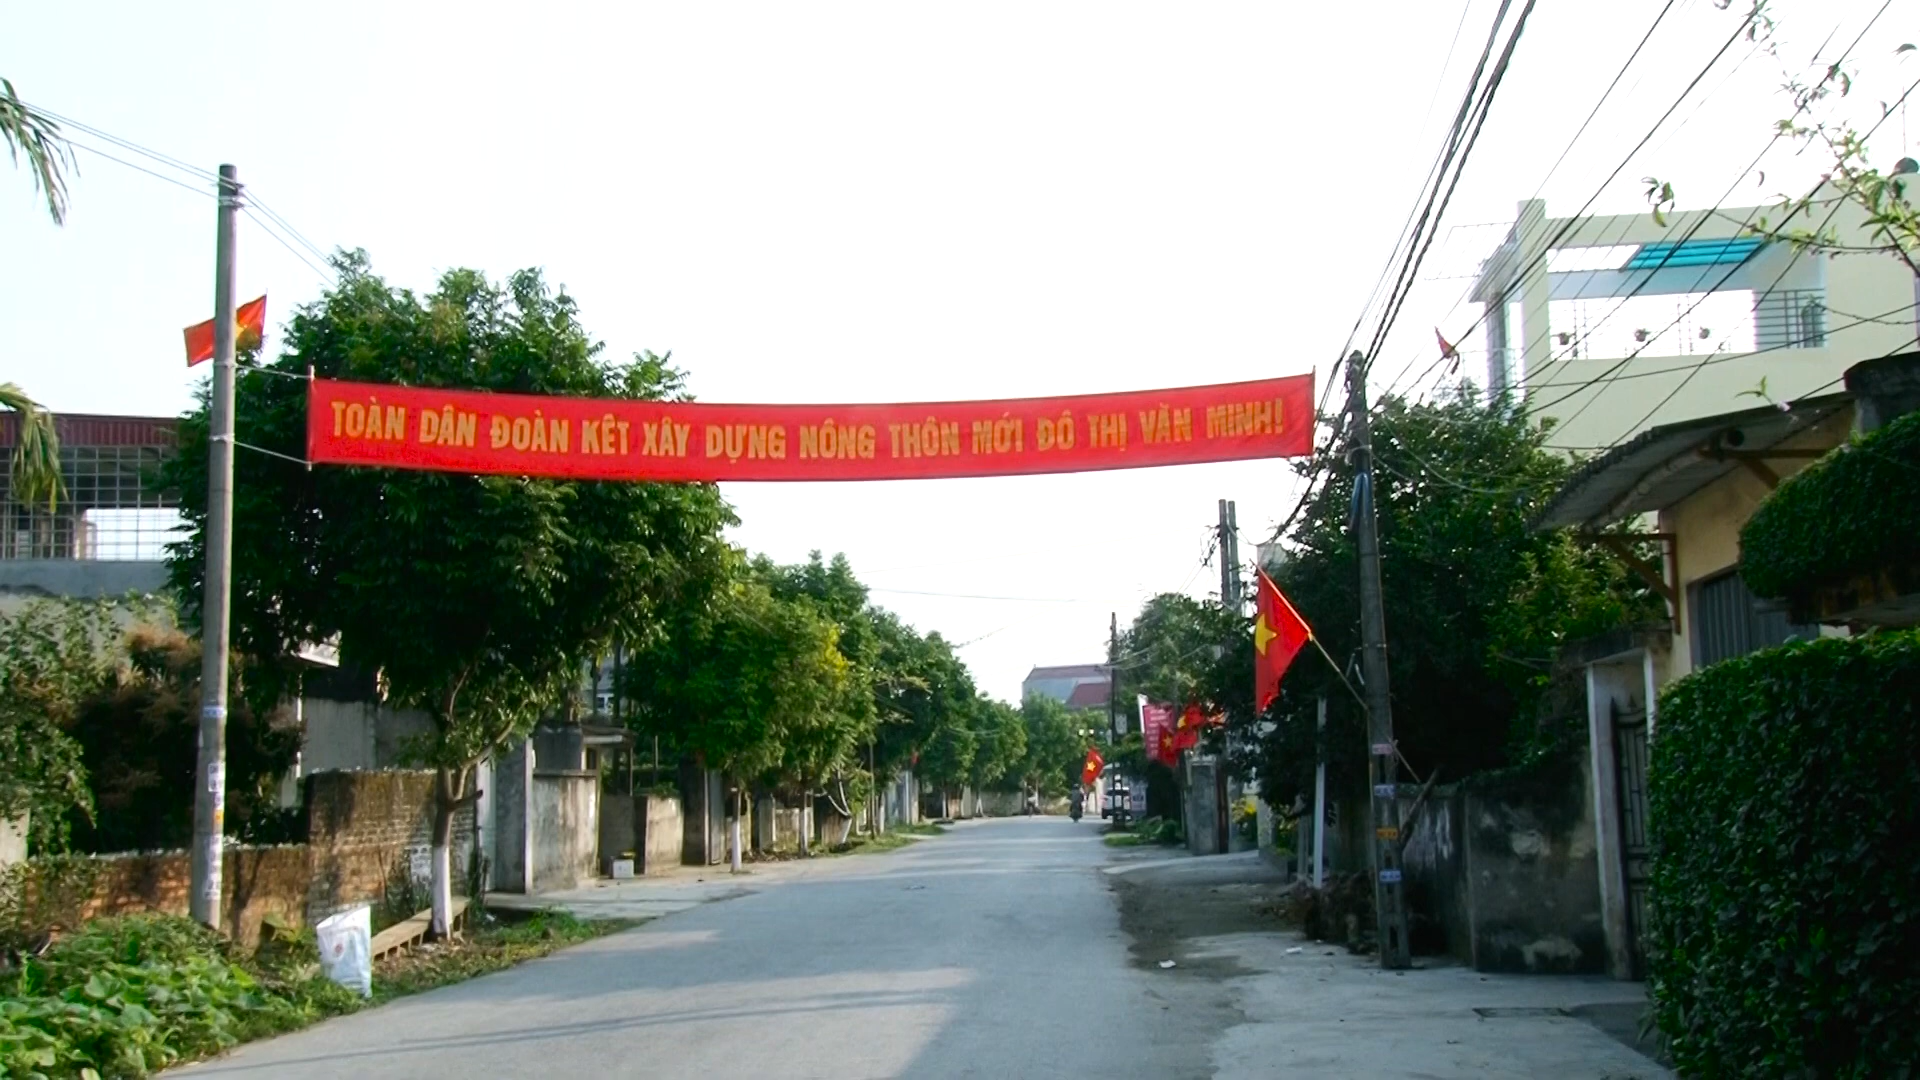 TOÀN DÂN ĐOÀN KẾT XÂY DỰNG NÔNG THÔN MỚI ĐÔ THỊ VĂN MINH!